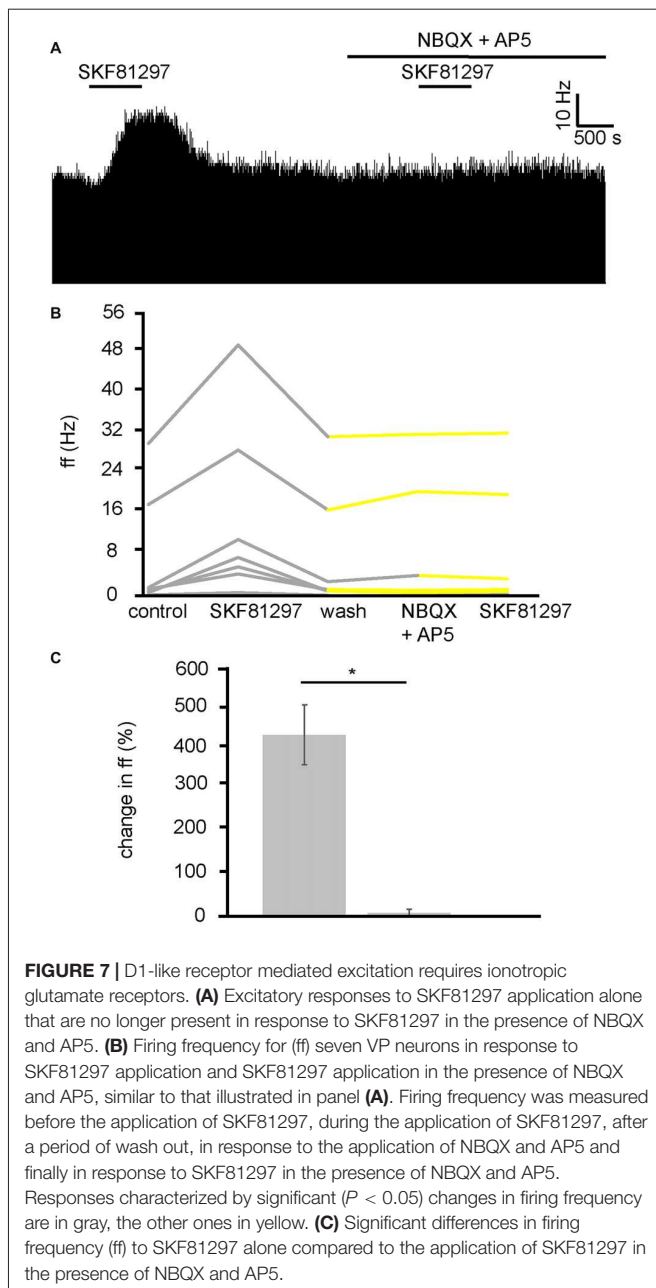 A
NBQX + AP5
SKF81297
SKF81297
10 Hz
500 s
B
56
48
40
32
24
16
8
0
ff (Hz)
control
SKF81297
wash
NBQX
+ AP5
SKF81297
C
600
500
400
300
200
100
0
change in ff (%)
*
FIGURE 7 | D1-like receptor mediated excitation requires ionotropic
glutamate receptors. (A) Excitatory responses to SKF81297 application alone
that are no longer present in response to SKF81297 in the presence of NBQX
and AP5. (B) Firing frequency for (ff) seven VP neurons in response to
SKF81297 application and SKF81297 application in the presence of NBQX
and AP5, similar to that illustrated in panel (A). Firing frequency was measured
before the application of SKF81297, during the application of SKF81297, after
a period of wash out, in response to the application of NBQX and AP5 and
finally in response to SKF81297 in the presence of NBQX and AP5.
Responses characterized by significant (P < 0.05) changes in firing frequency
are in gray, the other ones in yellow. (C) Significant differences in firing
frequency (ff) to SKF81297 alone compared to the application of SKF81297 in
the presence of NBQX and AP5.